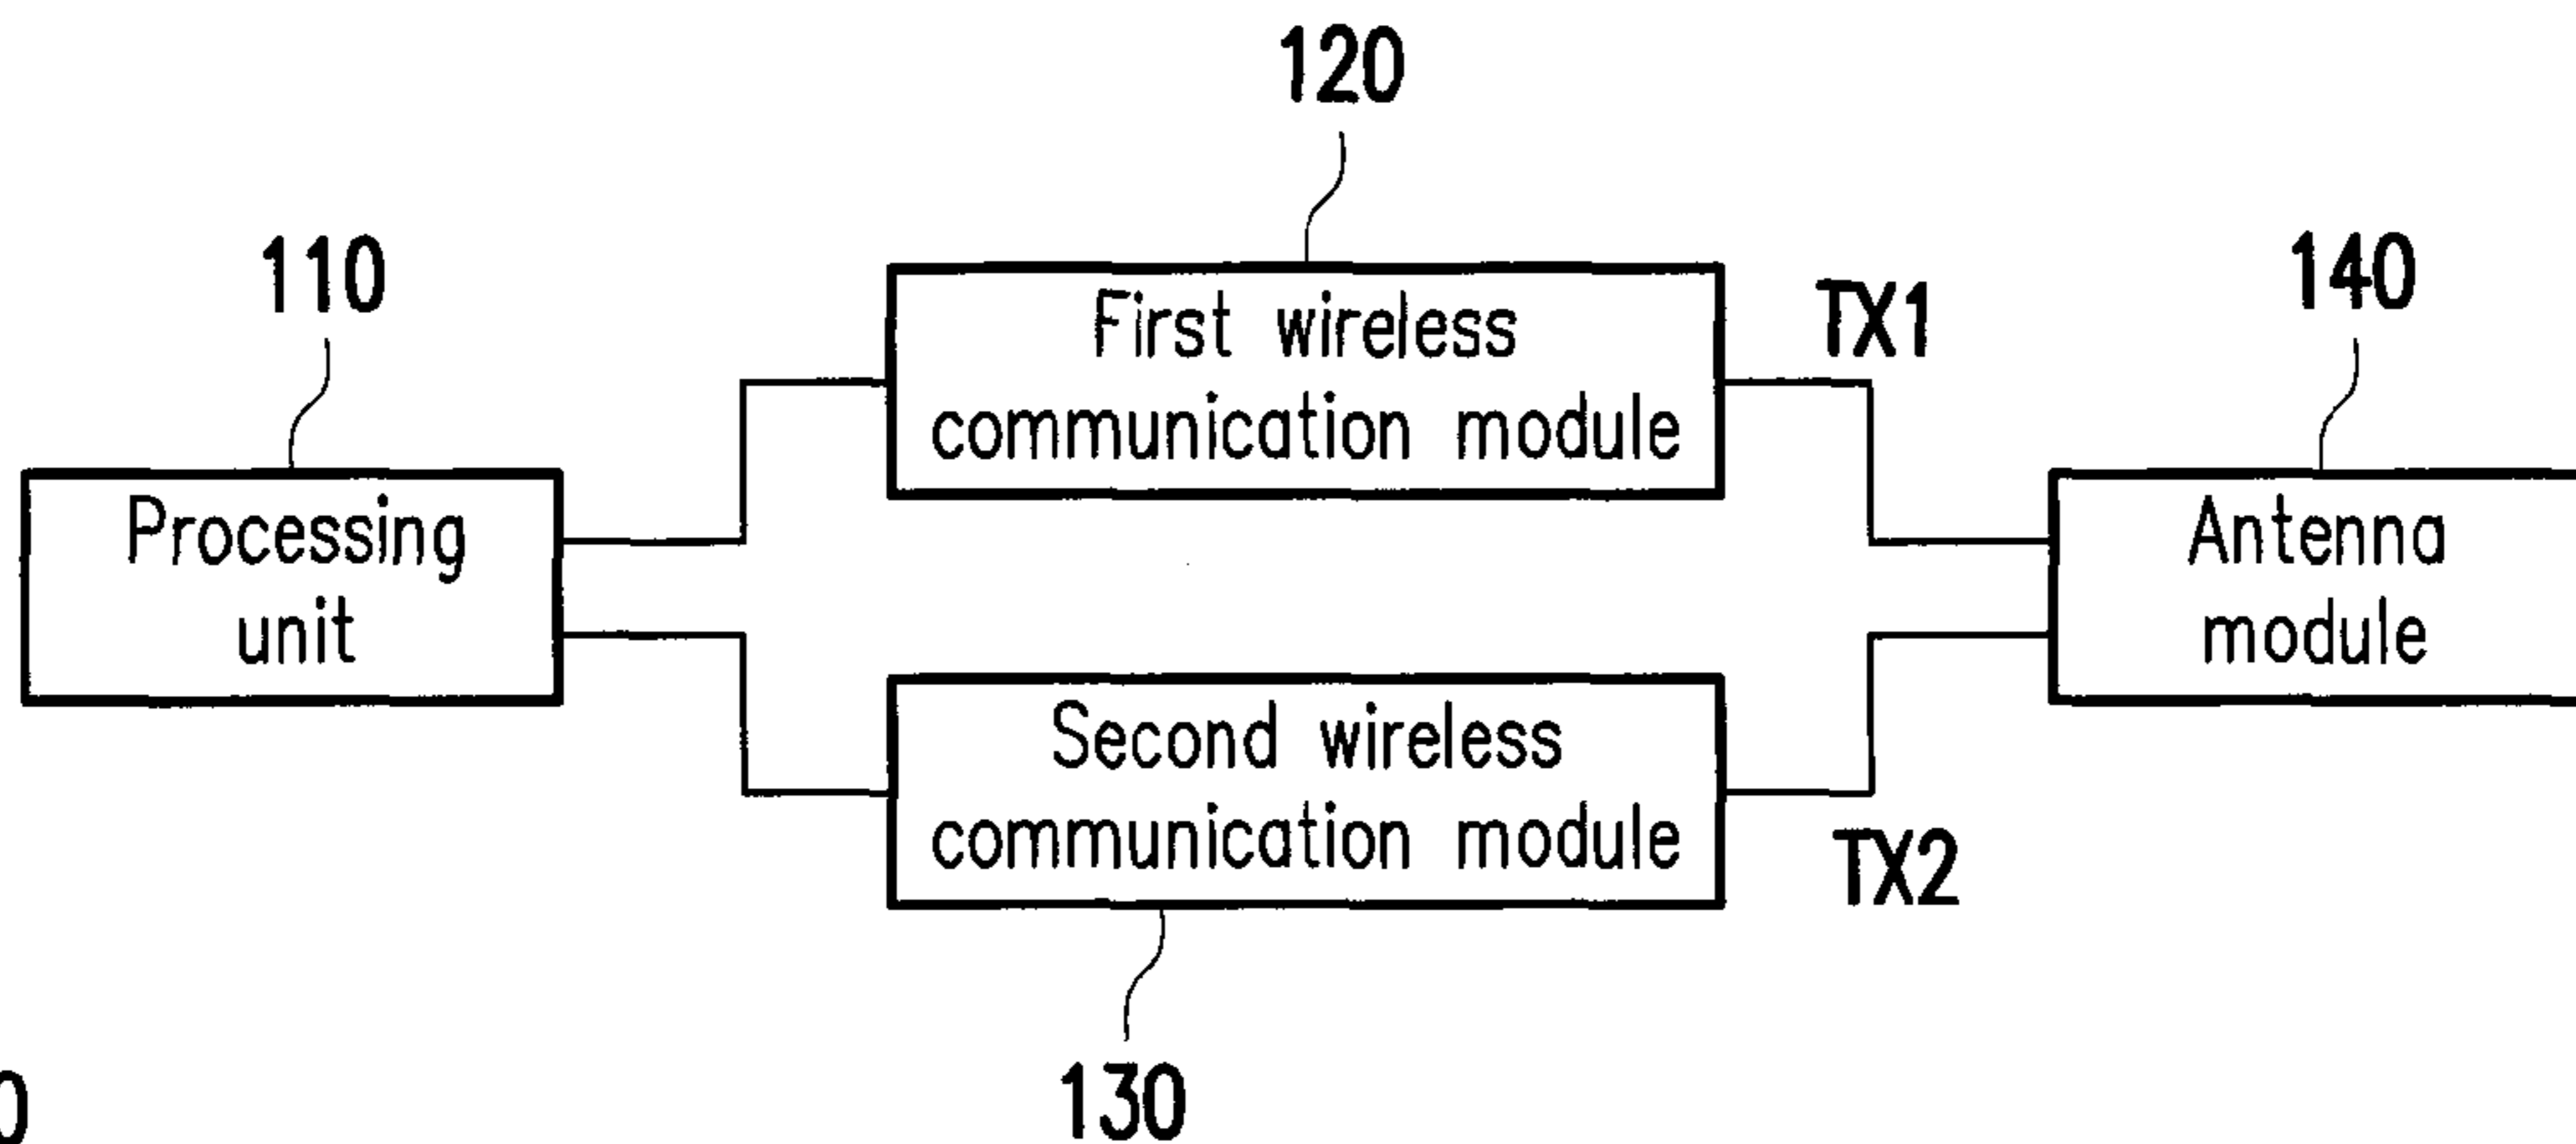 120
110
140
First wireless
communication module
TX1
Processing
unit
Antenna
module
Second wireless
communication module
TX2
130